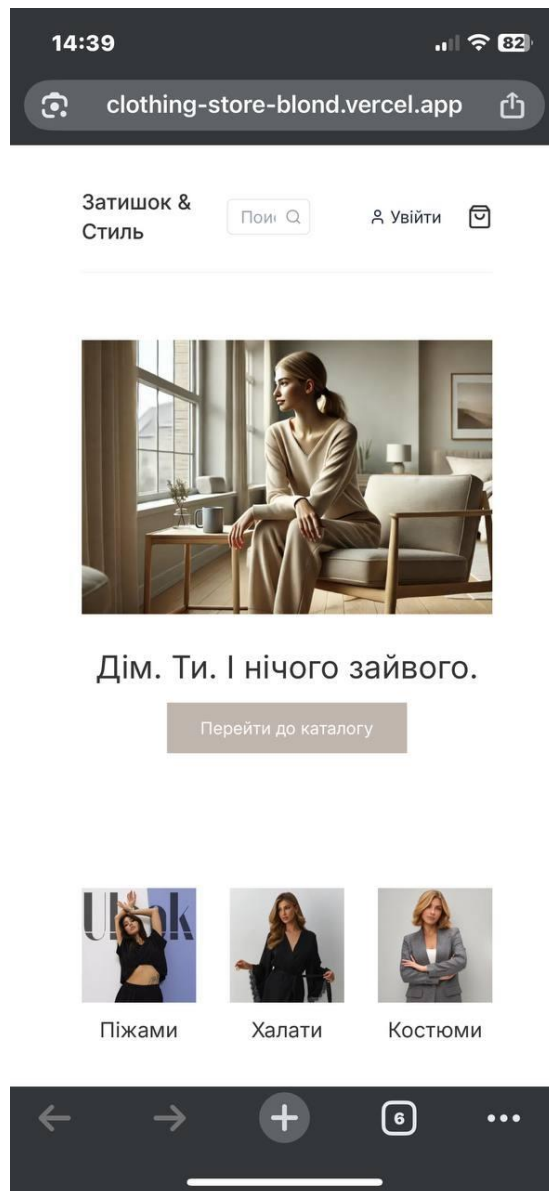 14:39
82
clothing-store-blond.vercel.app
Затишок &
Стиль
Пои
Увійти
Дім. Ти. І нічого зайвого.
Перейти до каталогу
Піжами
Халати
Костюми
6